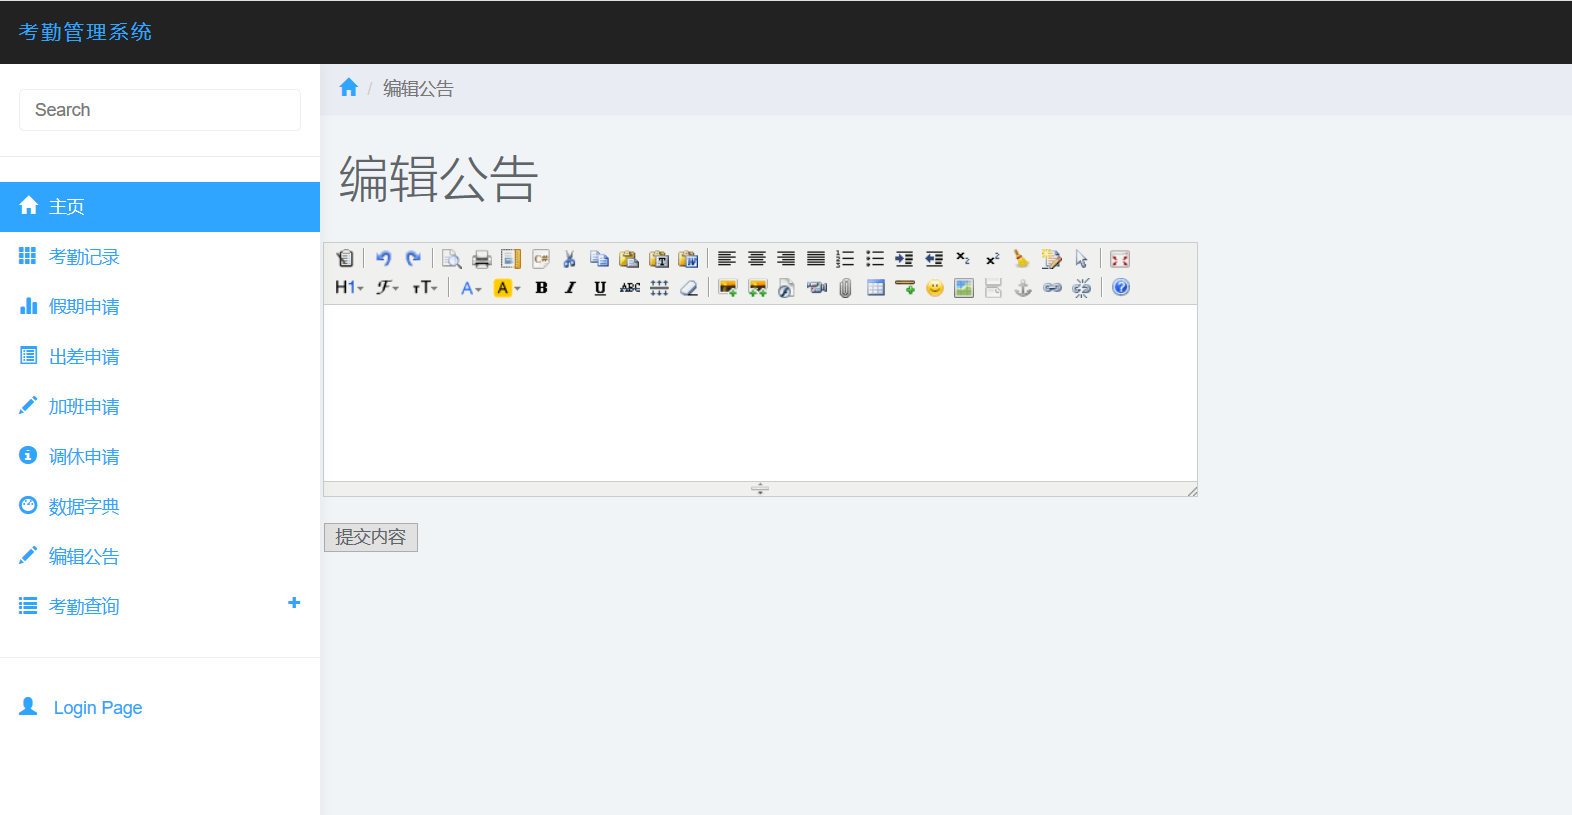 考勤管理系统
/ 编辑公告
Search
编辑公告
主页
考勤记录
假期申请
出差申请
加班申请
调休申请
数据字典
编辑公告
考勤查询
Login Page
C#
T W
x₂ x²
H1 F тT A A B I U ABC
提交内容